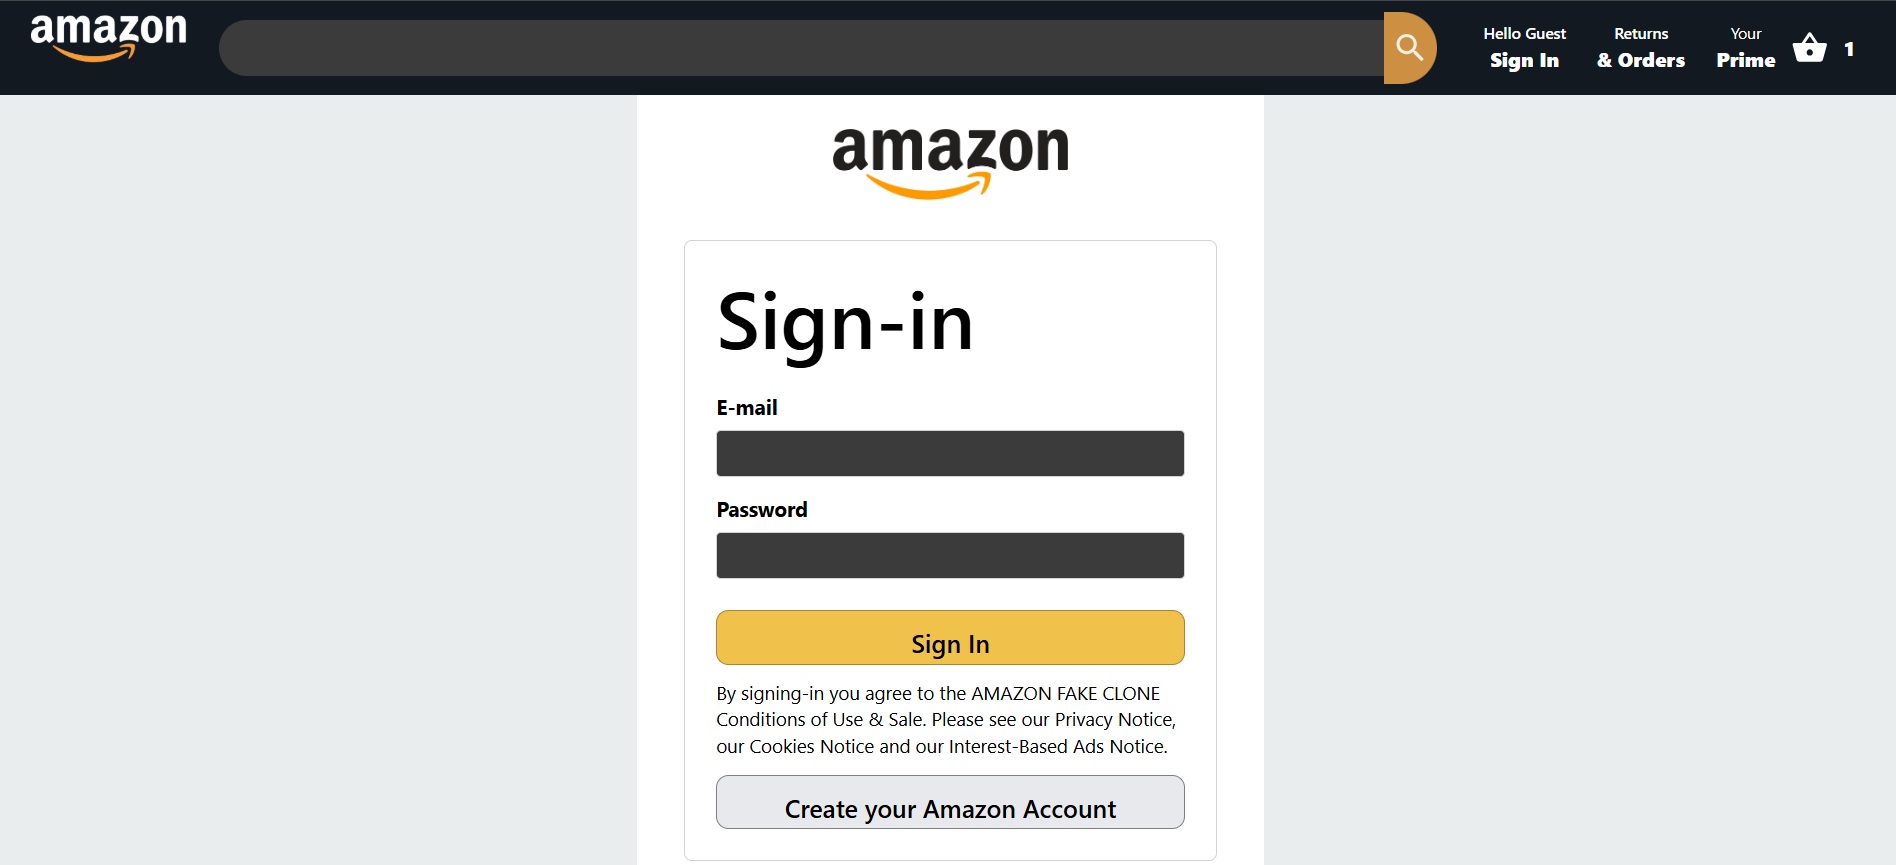 amazon
Hello Guest
Sign In
Returns
& Orders
Your
Prime
1
amazon
Sign-in
E-mail
Password
Sign In
By signing-in you agree to the AMAZON FAKE CLONE
Conditions of Use & Sale. Please see our Privacy Notice,
our Cookies Notice and our Interest-Based Ads Notice.
Create your Amazon Account